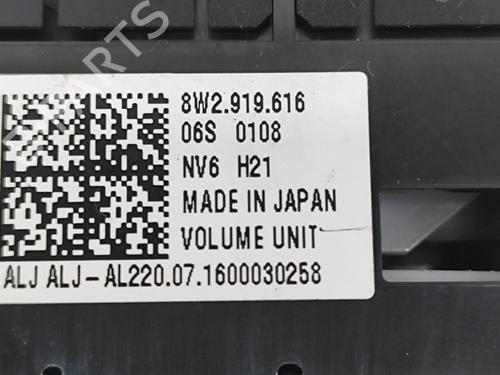 8W2.919.616
06S 0108
NV6 H21
MADE IN JAPAN
VOLUME UNIT
ALJ ALJ-AL220.07.1600030258